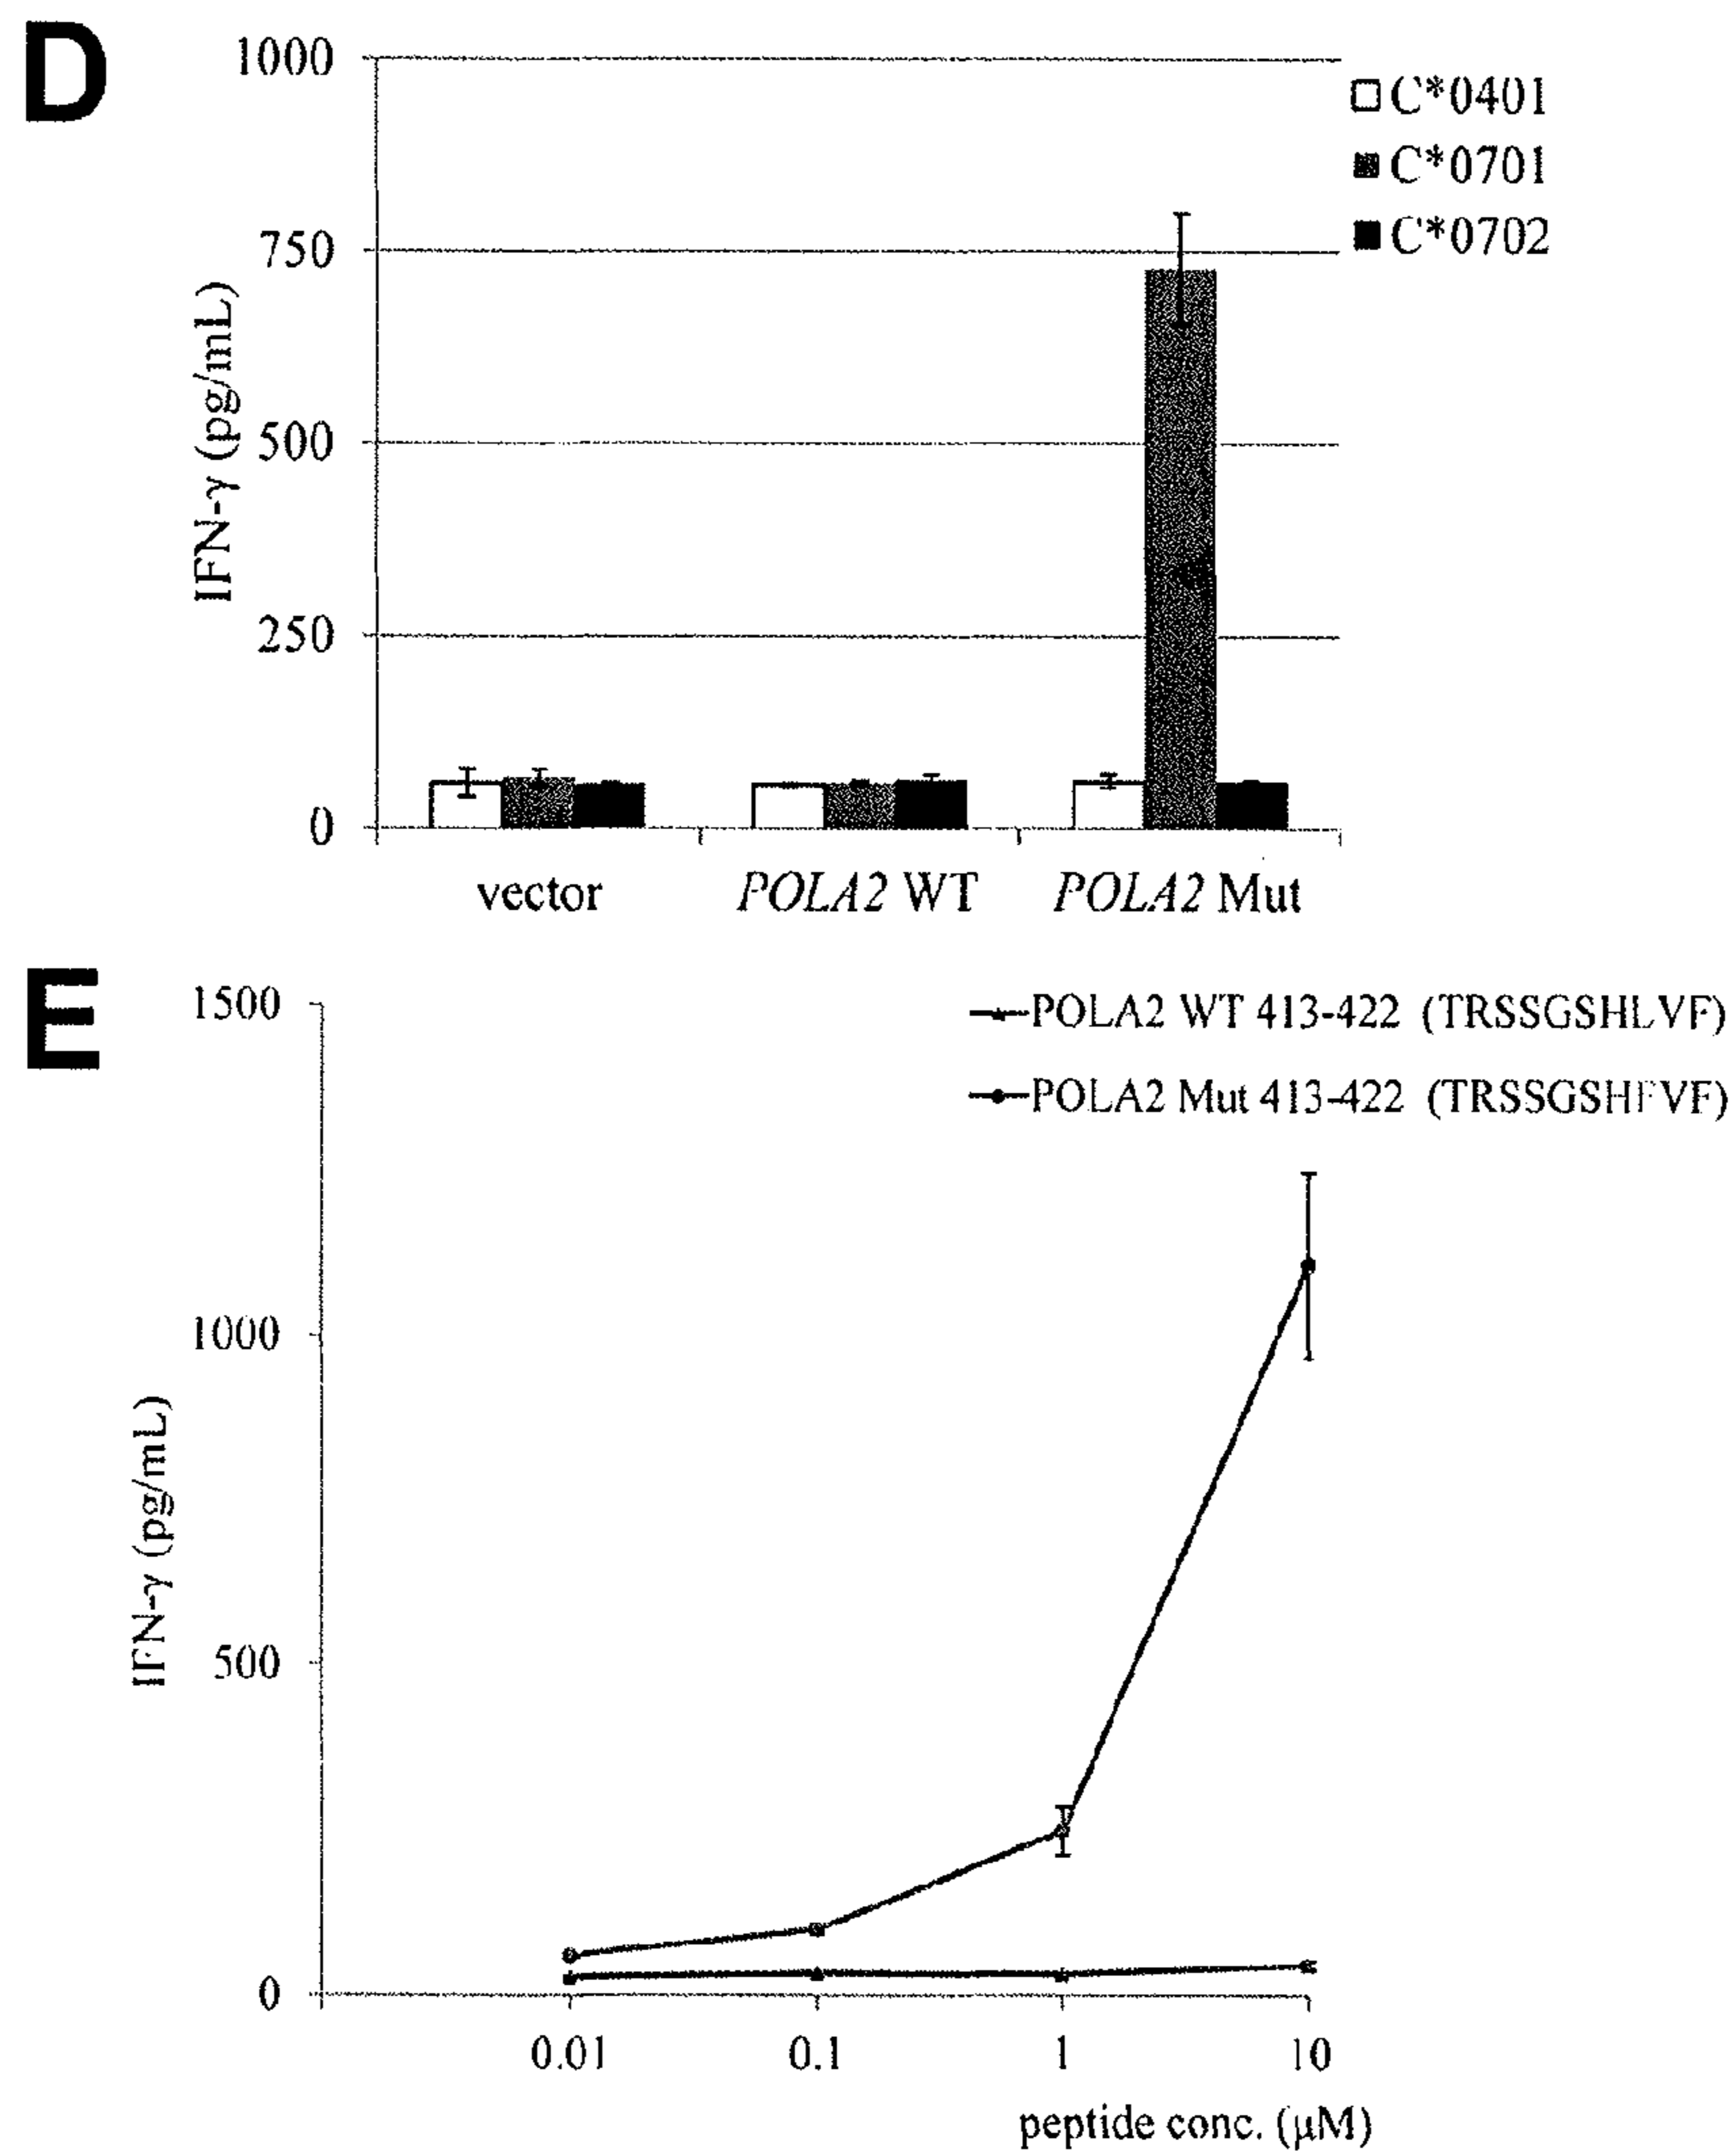 D
1000
750
500
250
0
IFN-γ (pg/mL)
C*0401
C*0701
C*0702
vector
POLA2 WT
POLA2 Mut
E
1500
1000
500
0
IFN-γ (pg/mL)
POLA2 WT 413-422 (TRSSGSHLVF)
POLA2 Mut 413-422 (TRSSGSHFVF)
0.01
0.1
1
10
peptide conc. (μM)